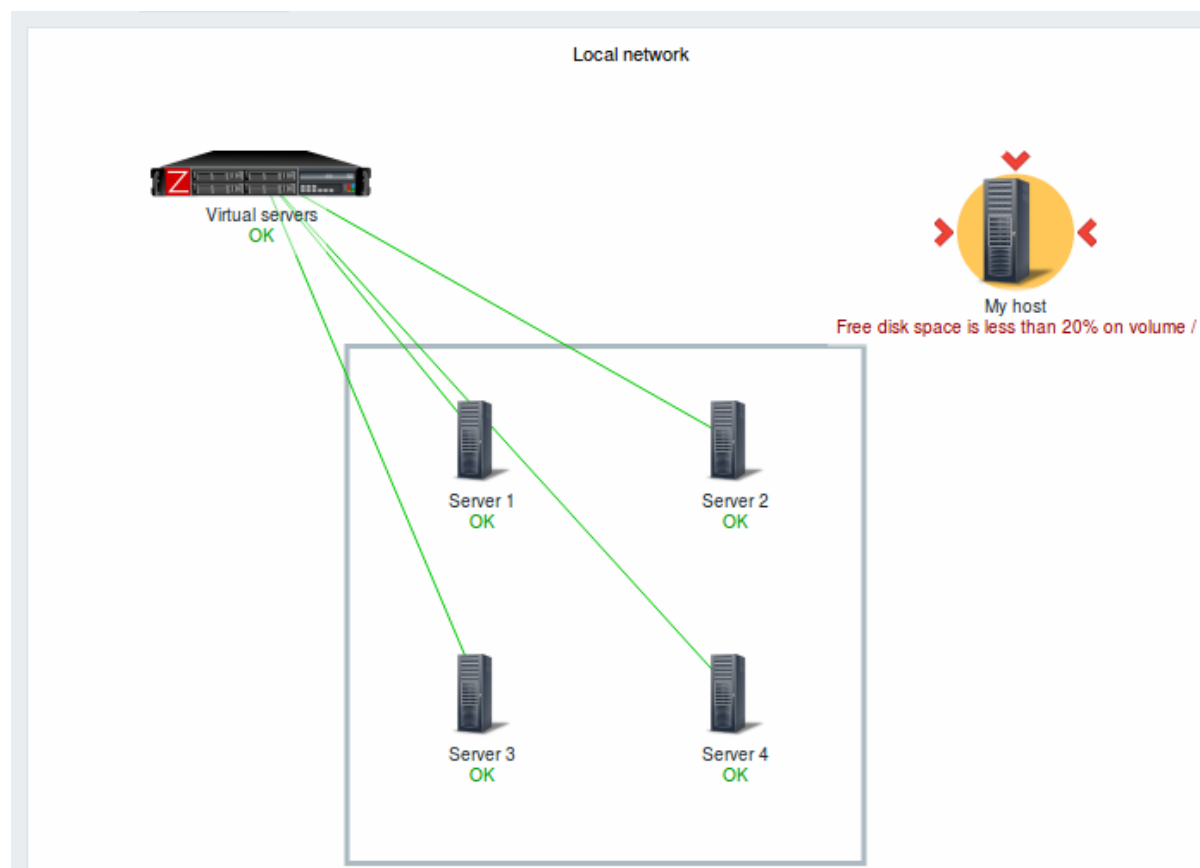 Local network
Z
Virtual servers
OK
My host
Free disk space is less than 20% on volume /
Server 1
OK
Server 2
OK
Server 3
OK
Server 4
OK